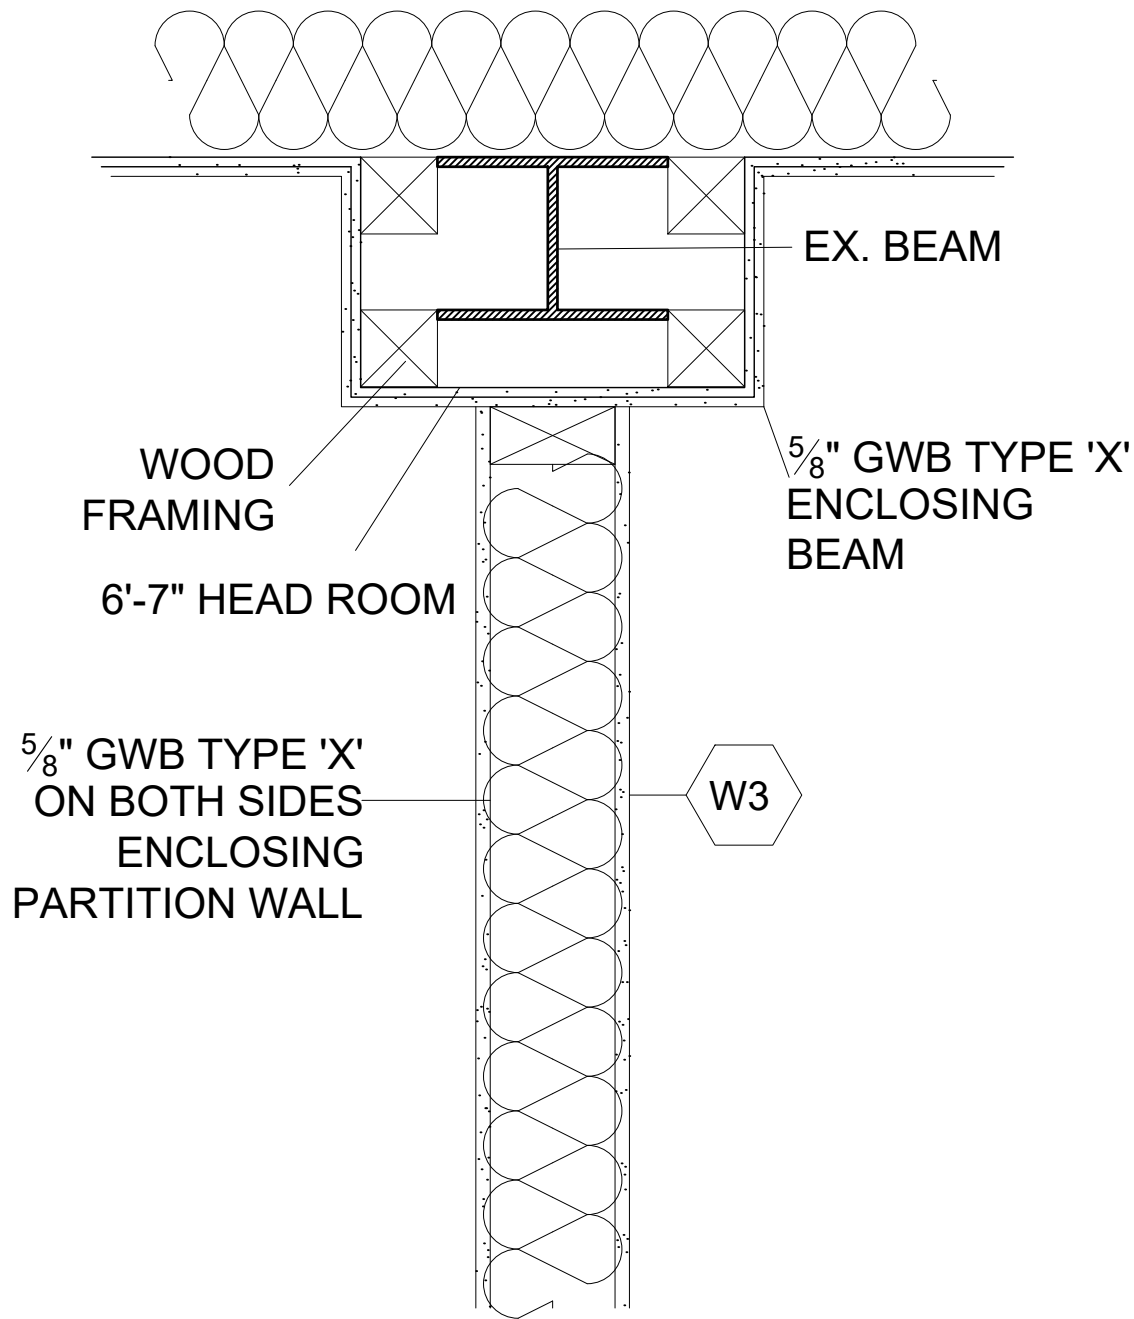 EX. BEAM
WOOD
FRAMING
5/8" GWB TYPE 'X'
ENCLOSING
BEAM
6'-7" HEAD ROOM
5/8" GWB TYPE 'X'
ON BOTH SIDES
ENCLOSING
PARTITION WALL
W3